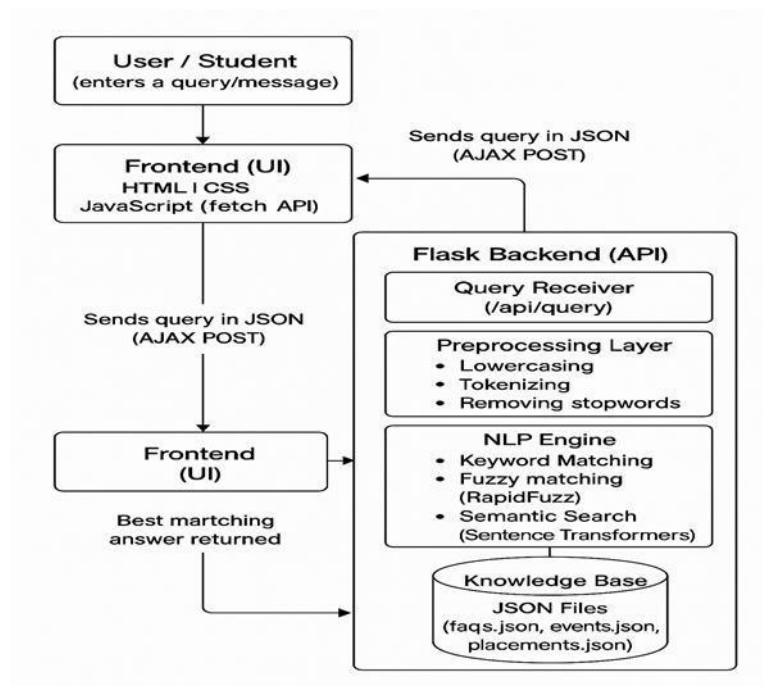 User / Student
(enters a query/message)
Sends query in JSON
(AJAX POST)
Frontend (UI)
HTML | CSS
JavaScript (fetch API)
Flask Backend (API)
Query Receiver
(/api/query)
Sends query in JSON
(AJAX POST)
Preprocessing Layer
• Lowercasing
• Tokenizing
• Removing stopwords
Frontend
(UI)
NLP Engine
• Keyword Matching
• Fuzzy matching
(RapidFuzz)
• Semantic Search
(Sentence Transformers)
Best martching
answer returned
Knowledge Base
JSON Files
(faqs.json, events.json,
placements.json)